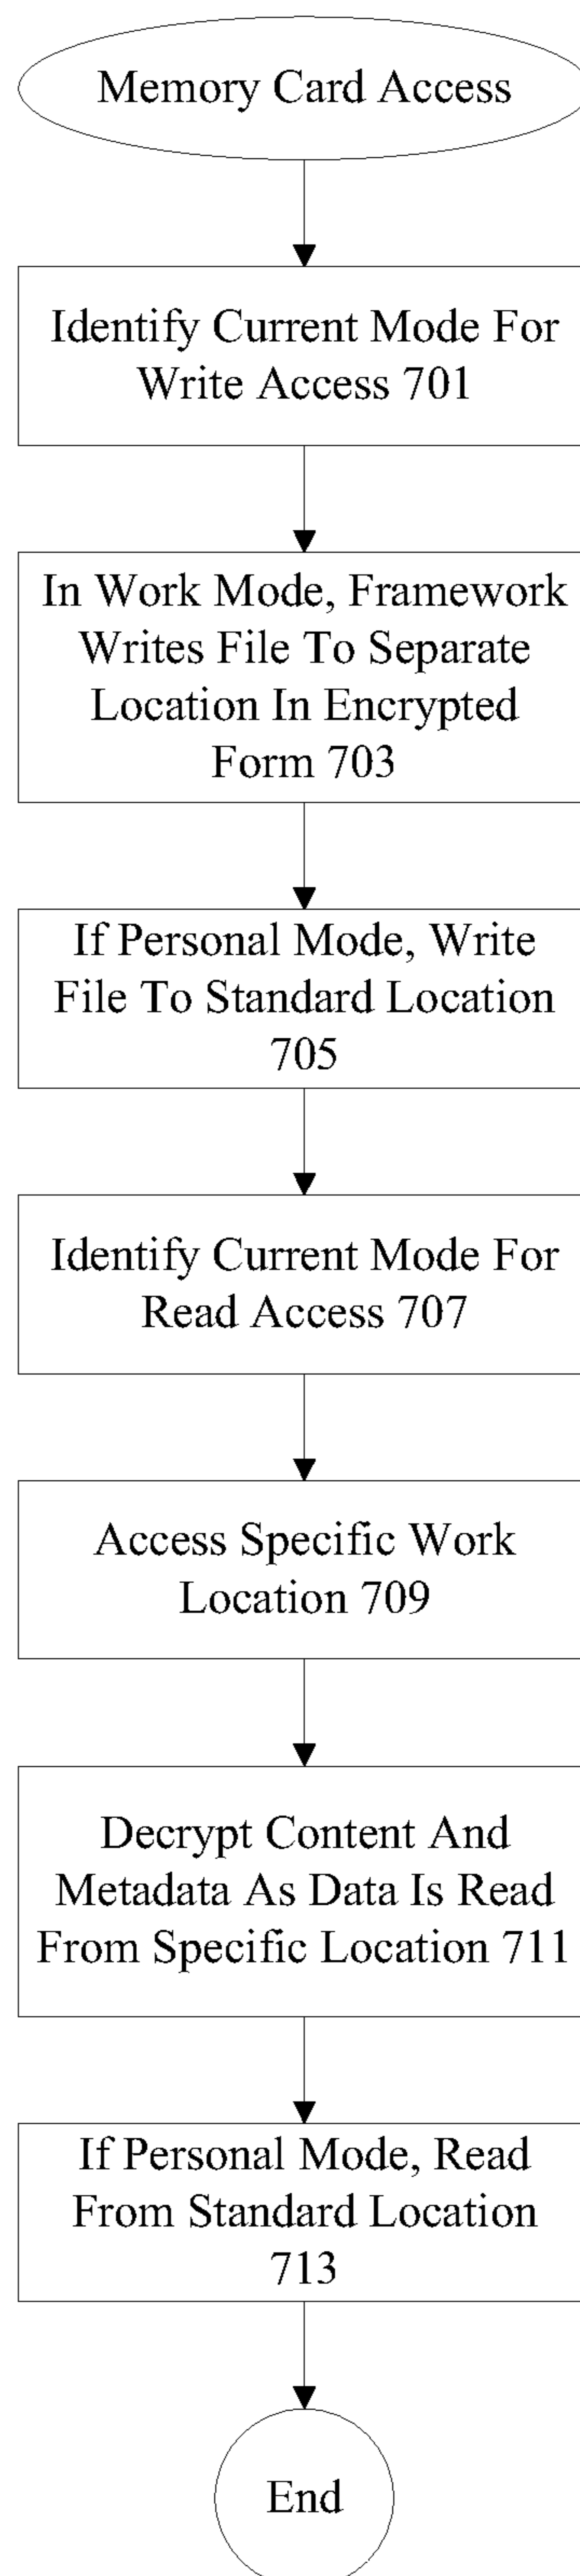 Memory Card Access
Identify Current Mode For
Write Access 701
In Work Mode, Framework
Writes File To Separate
Location In Encrypted
Form 703
If Personal Mode, Write
File To Standard Location
705
Identify Current Mode For
Read Access 707
Access Specific Work
Location 709
Decrypt Content And
Metadata As Data Is Read
From Specific Location 711
If Personal Mode, Read
From Standard Location
713
End